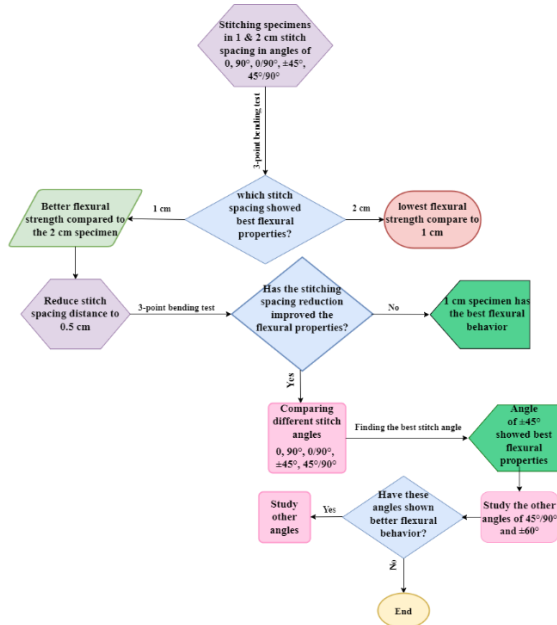 Stitching specimens
in 1 & 2 cm stitch
spacing in angles of
0, 90°, 0/90°, ±45°,
45°/90°
3-point bending test
which stitch
spacing showed
best flexural
properties?
1 cm
2 cm
Better flexural
strength compared to
the 2 cm specimen
lowest flexural
strength compare to
1 cm
Reduce stitch
spacing distance to
0.5 cm
3-point bending test
Has the stitching
spacing reduction
improved the
flexural properties?
No
1 cm specimen has
the best flexural
behavior
Yes
Comparing
different stitch
angles
0, 90°, 0/90°,
±45°, 45°/90°
Finding the best stitch angle
Angle
of ±45°
showed best
flexural
properties
Study the other
angles of 45°/90°
and ±60°
Have these
angles shown
better flexural
behavior?
Yes
Study
other
angles
No
End